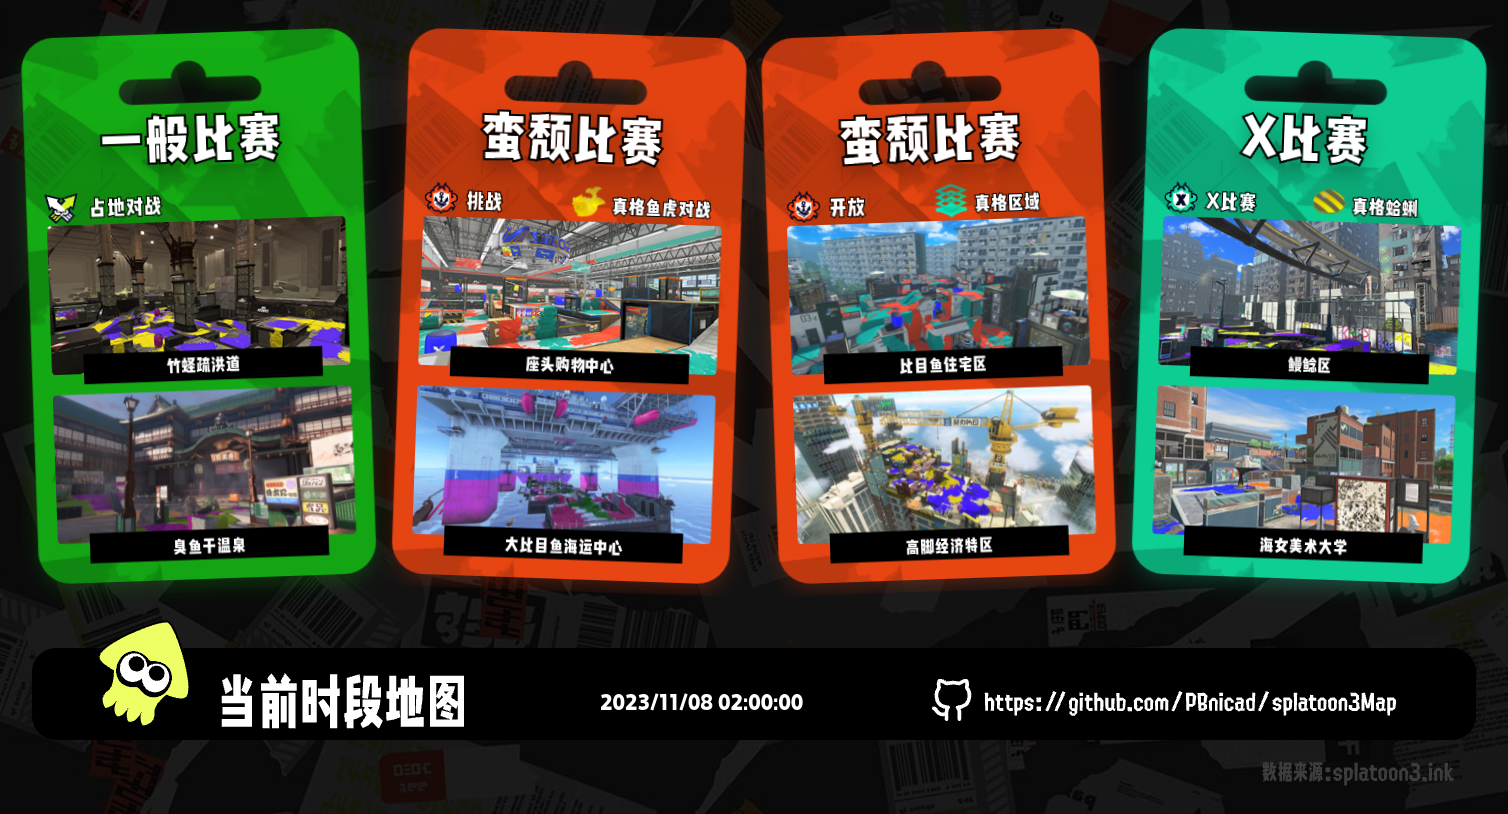 一般比赛
占地对战
竹蛏疏洪道
臭鱼干温泉
蛮颓比赛
挑战
真格鱼虎对战
座头购物中心
大比目鱼海运中心
蛮颓比赛
开放
真格区域
比目鱼住宅区
高脚经济特区
X比赛
X比赛
真格蛤蜊
鳗鲶区
海女美术大学
当前时段地图
2023/11/08 02:00:00
https://github.com/PBnicad/splatoon3Map
数据来源:splatoon3.ink